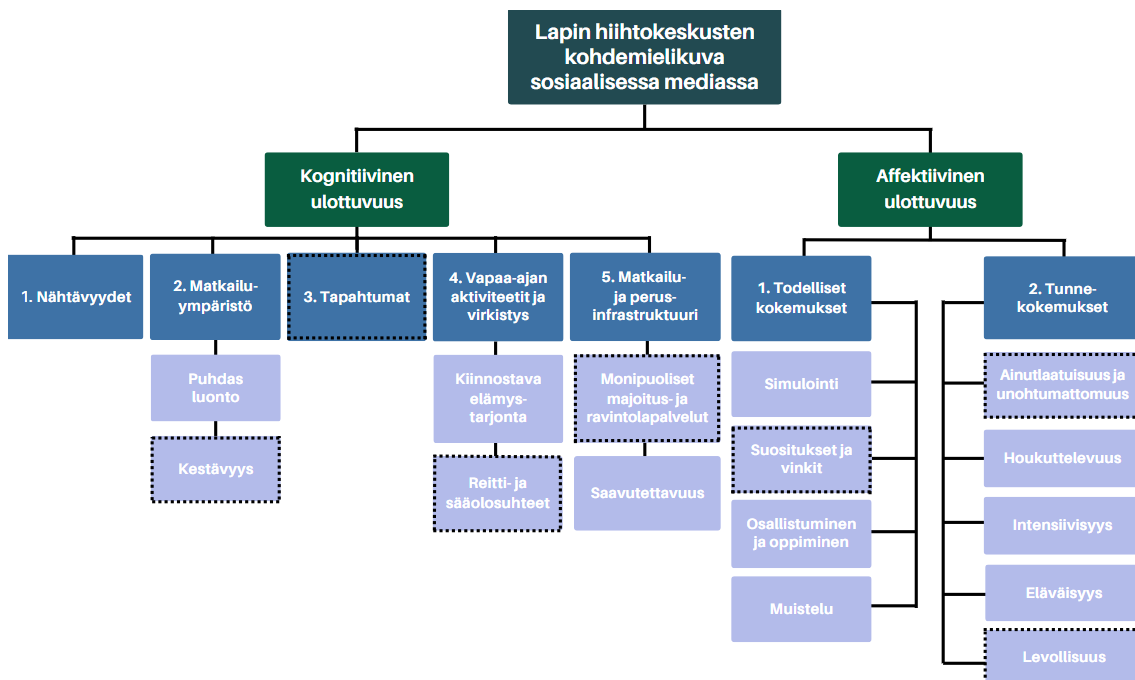 Lapin hiihtokeskusten
kohdemielikuva
sosiaalisessa mediassa
Kognitiivinen
ulottuvuus
Affektiivinen
ulottuvuus
1. Nähtävyydet
2. Matkailu-
ympäristö
3. Tapahtumat
4. Vapaa-ajan
aktiviteetit ja
virkistys
5. Matkailu-
ja perus-
infrastruktuuri
1. Todelliset
kokemukset
2. Tunne-
kokemukset
Puhdas
luonto
Kestävyys
Kiinnostava
elämys-
tarjonta
Reitti- ja
sääolosuhteet
Monipuoliset
majoitus- ja
ravintolapalvelut
Saavutettavuus
Simulointi
Suositukset ja
vinkit
Osallistuminen
ja oppiminen
Muistelu
Ainutlaatuisuus ja
unohtumattomuus
Houkuttelevuus
Intensiivisyys
Eläväisyys
Levollisuus